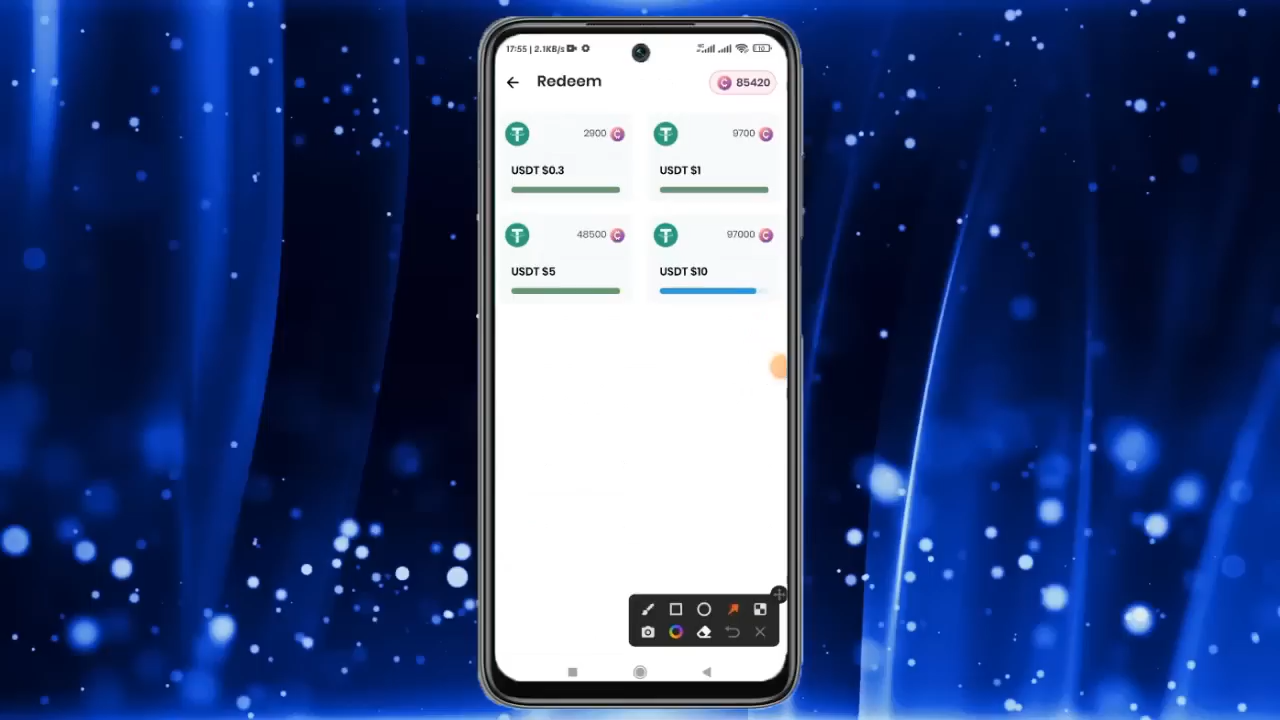 17:55 | 2.1KB/s
Redeem
85420
2900
USDT $0.3
9700
USDT $1
48500
USDT $5
97000
USDT $10